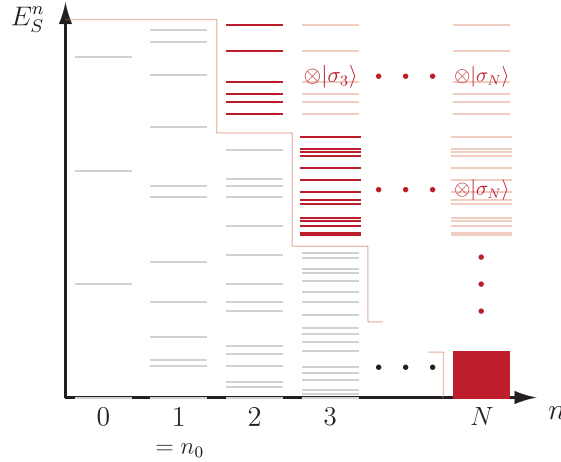 E_S^n
⊗|σ_3⟩ • • • ⊗|σ_N⟩
• • • ⊗|σ_N⟩
• • •
0 1 2 3 N n
= n_0